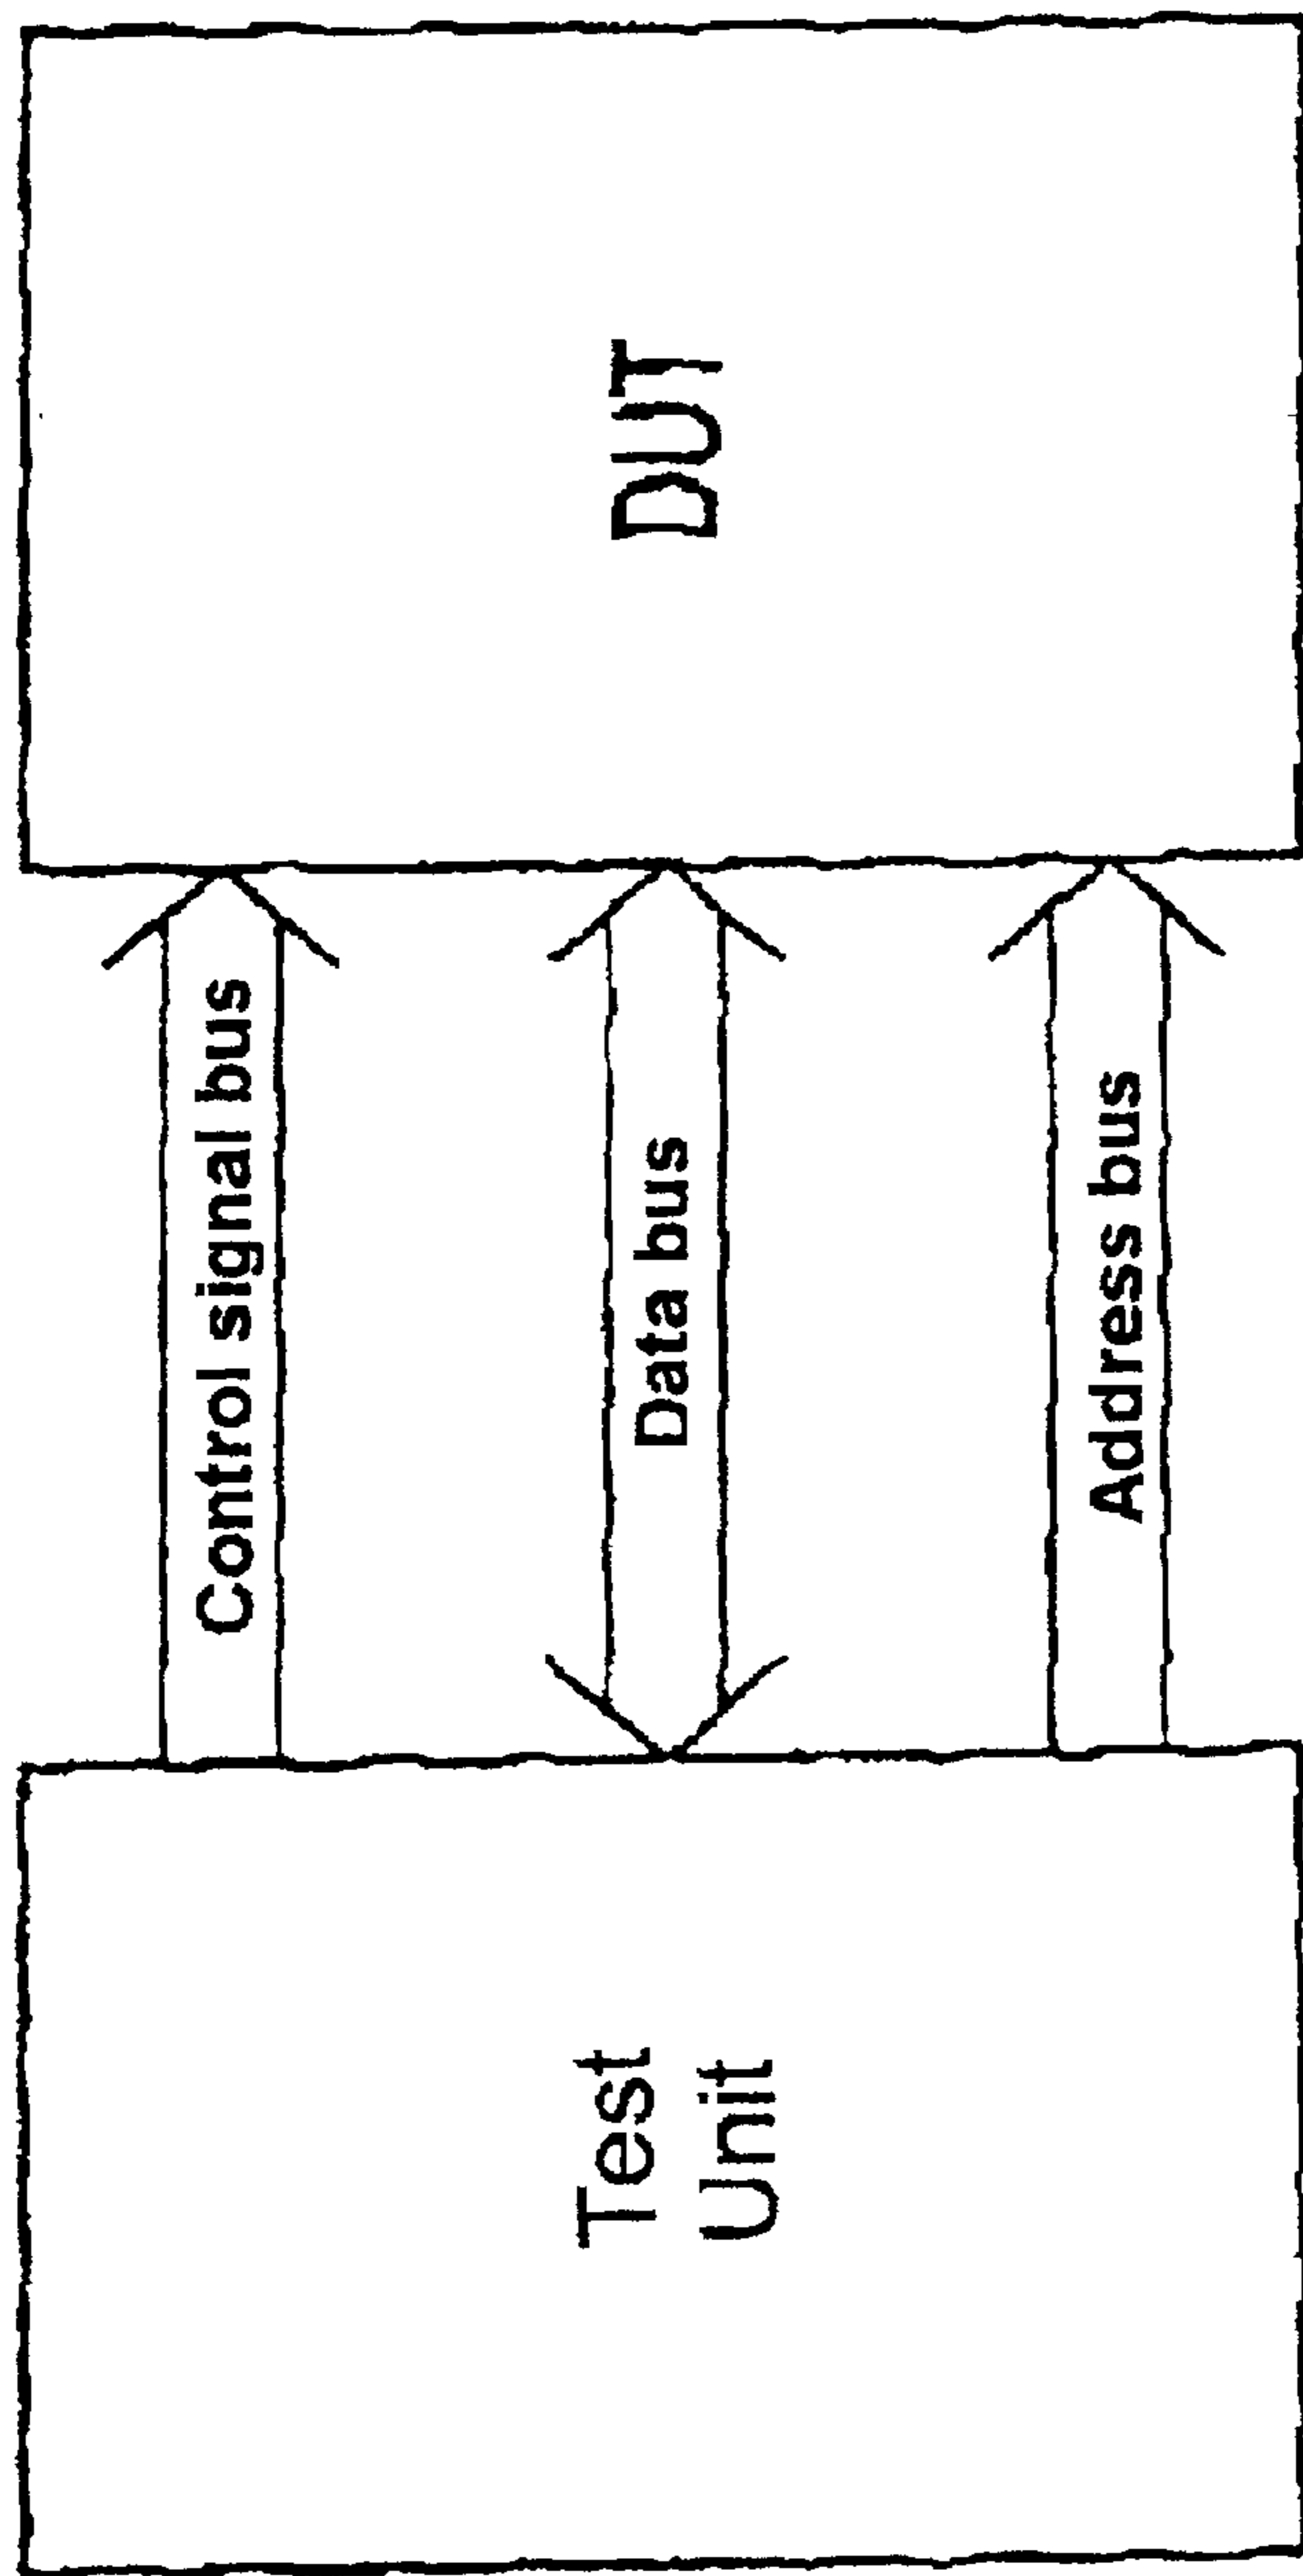 Test
Unit
Control signal bus
Data bus
Address bus
DUT